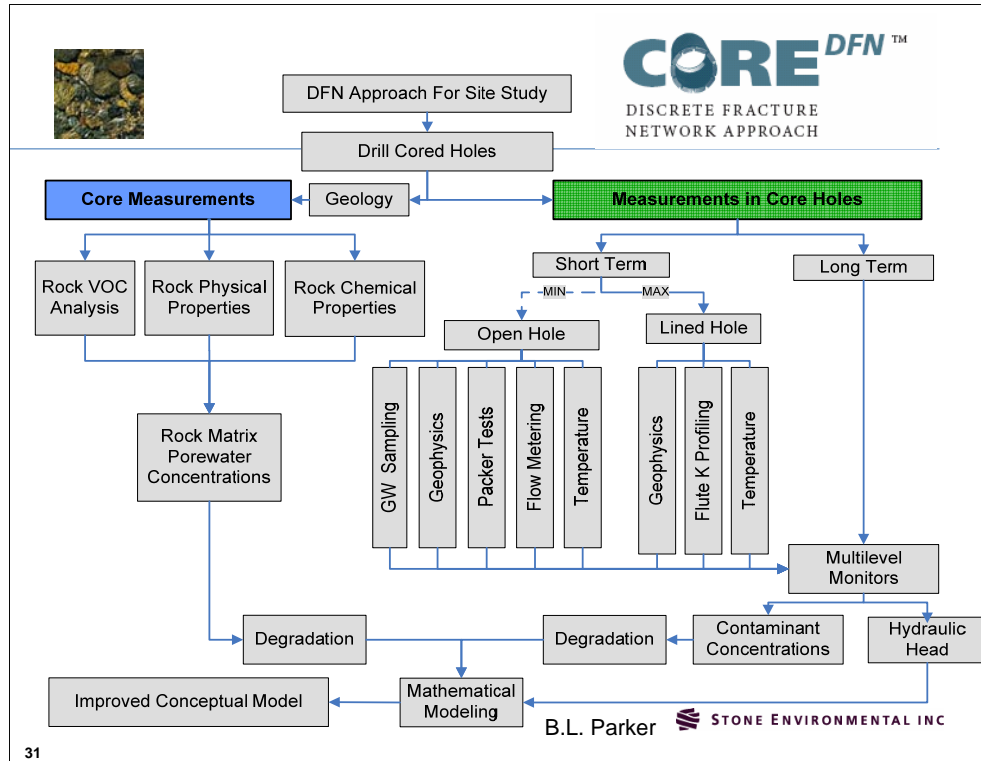 CORE DFN ™
DISCRETE FRACTURE
NETWORK APPROACH
DFN Approach For Site Study
Drill Cored Holes
Core Measurements
Geology
Measurements in Core Holes
Short Term
Long Term
Rock VOC
Analysis
Rock Physical
Properties
Rock Chemical
Properties
MIN
MAX
Open Hole
Lined Hole
GW Sampling
Geophysics
Packer Tests
Flow Metering
Temperature
Geophysics
Flute K Profiling
Temperature
Rock Matrix
Porewater
Concentrations
Multilevel
Monitors
Degradation
Degradation
Contaminant
Concentrations
Hydraulic
Head
Improved Conceptual Model
Mathematical
Modeling
B.L. Parker
STONE ENVIRONMENTAL INC
31